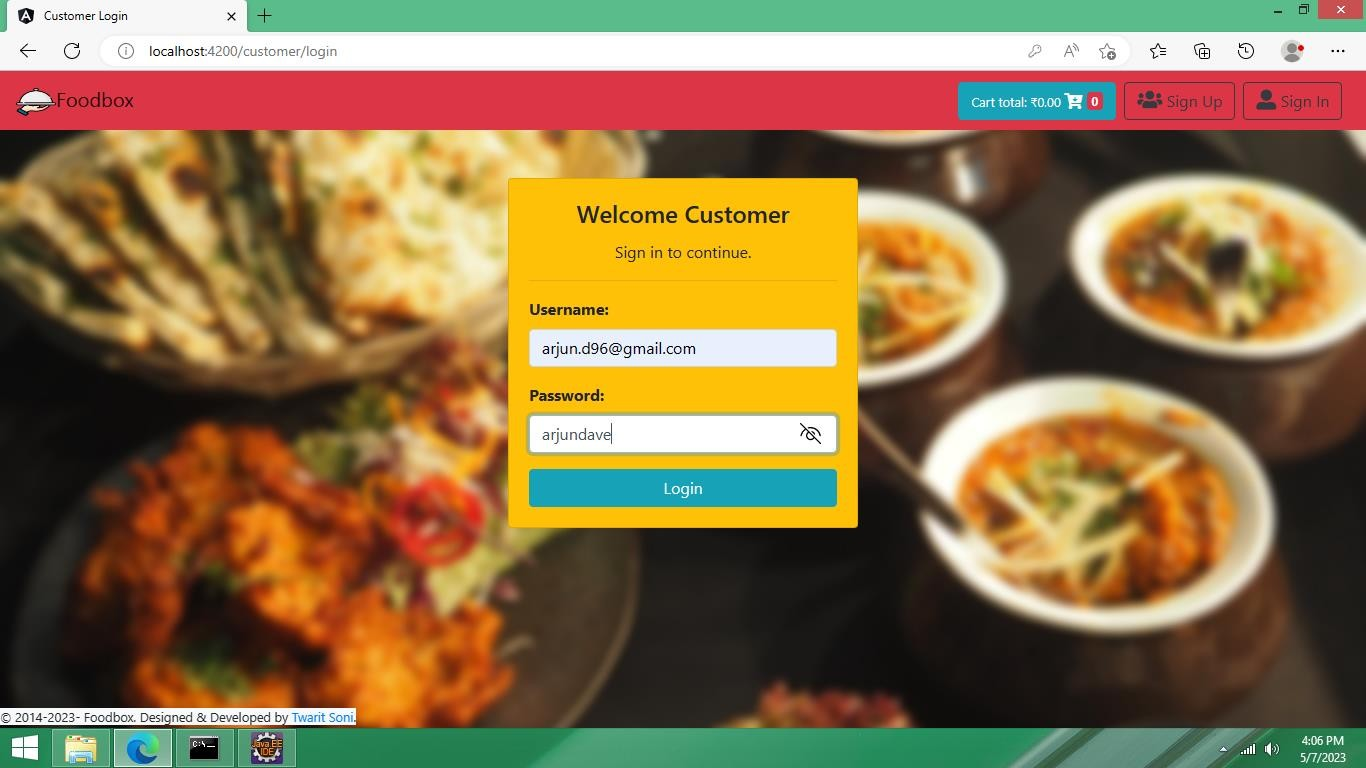 Customer Login
localhost:4200/customer/login
Foodbox
Cart total: ₹0.00 0
Sign Up
Sign In
Welcome Customer
Sign in to continue.
Username:
arjun.d96@gmail.com
Password:
arjundave
Login
© 2014-2023- Foodbox. Designed & Developed by Twarit Soni.
C:\_
Java EE
IDE
4:06 PM
5/7/2023